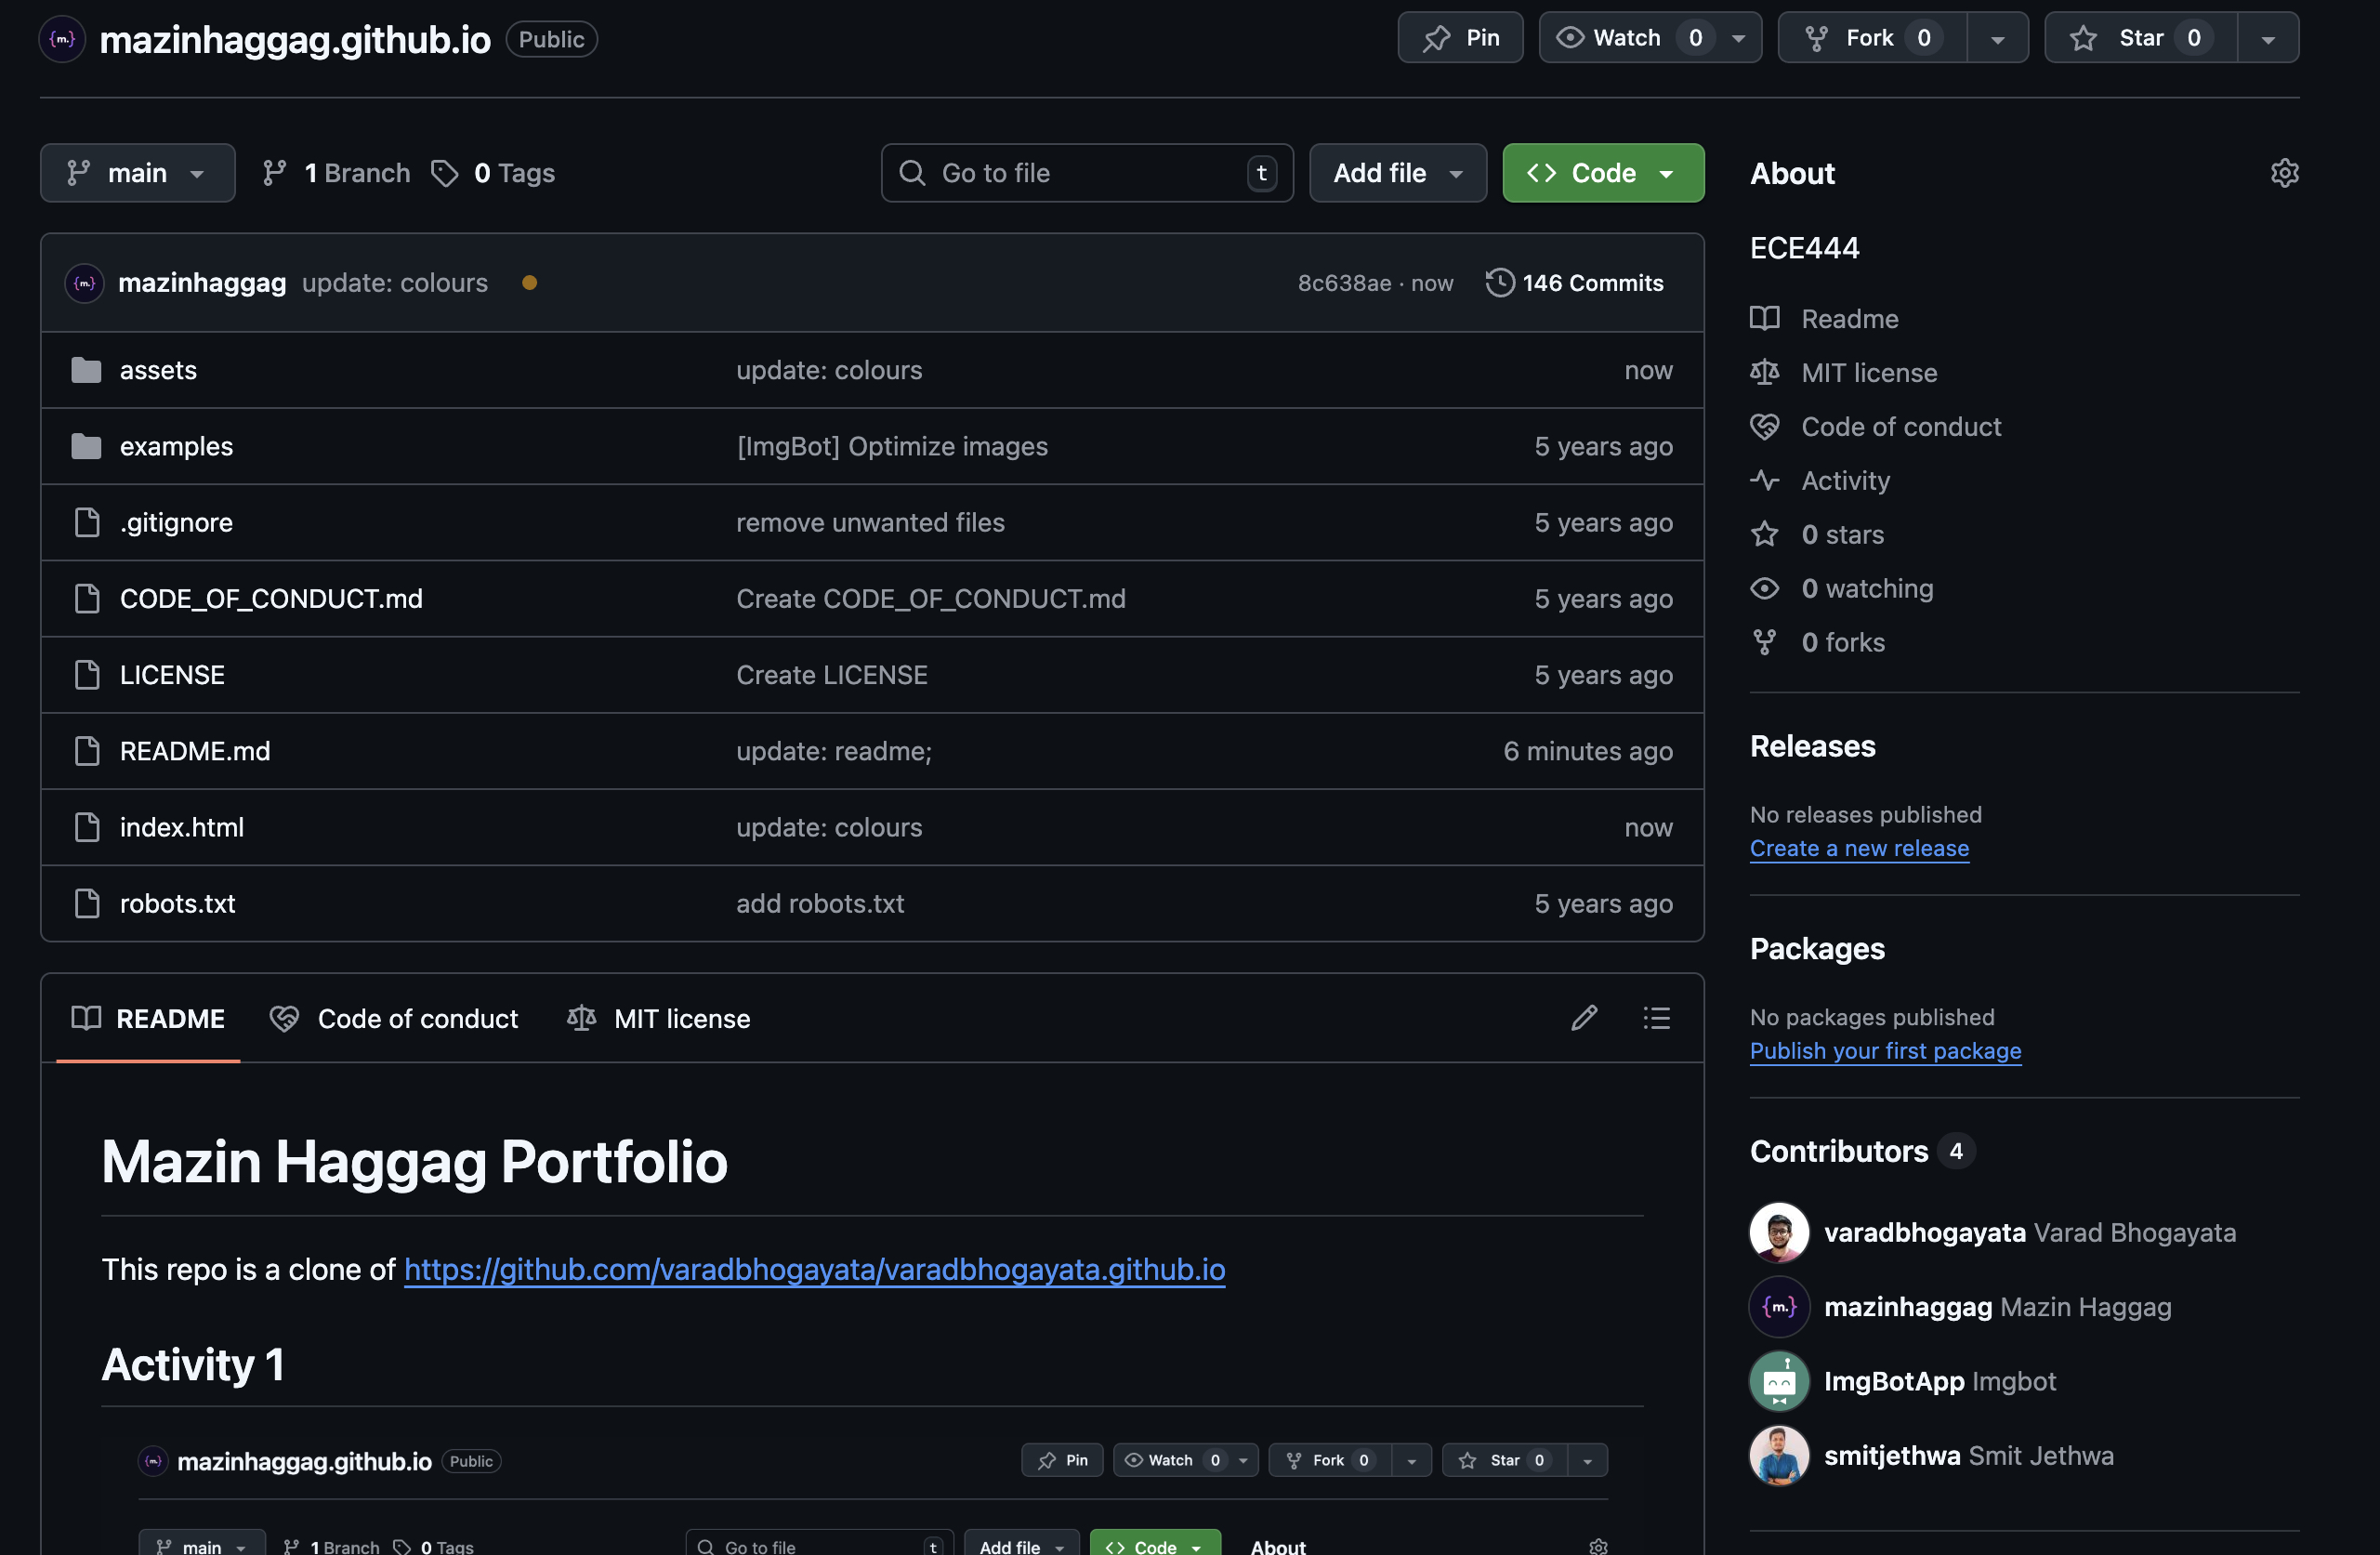 {m.} mazinhaggag.github.io Public Pin Watch 0 Fork 0 Star 0
main 1 Branch 0 Tags Go to file t Add file Code
{m.} mazinhaggag update: colours 8c638ae · now 146 Commits
assets update: colours now
examples [ImgBot] Optimize images 5 years ago
.gitignore remove unwanted files 5 years ago
CODE_OF_CONDUCT.md Create CODE_OF_CONDUCT.md 5 years ago
LICENSE Create LICENSE 5 years ago
README.md update: readme; 6 minutes ago
index.html update: colours now
robots.txt add robots.txt 5 years ago
README Code of conduct MIT license
Mazin Haggag Portfolio
This repo is a clone of https://github.com/varadbhogayata/varadbhogayata.github.io
Activity 1
{m.} mazinhaggag.github.io Public Pin Watch 0 Fork 0 Star 0
main 1 Branch 0 Tags Go to file t Add file Code About
About
ECE444
Readme
MIT license
Code of conduct
Activity
0 stars
0 watching
0 forks
Releases
No releases published
Create a new release
Packages
No packages published
Publish your first package
Contributors 4
varadbhogayata Varad Bhogayata
{m.} mazinhaggag Mazin Haggag
ImgBotApp Imgbot
smitjethwa Smit Jethwa